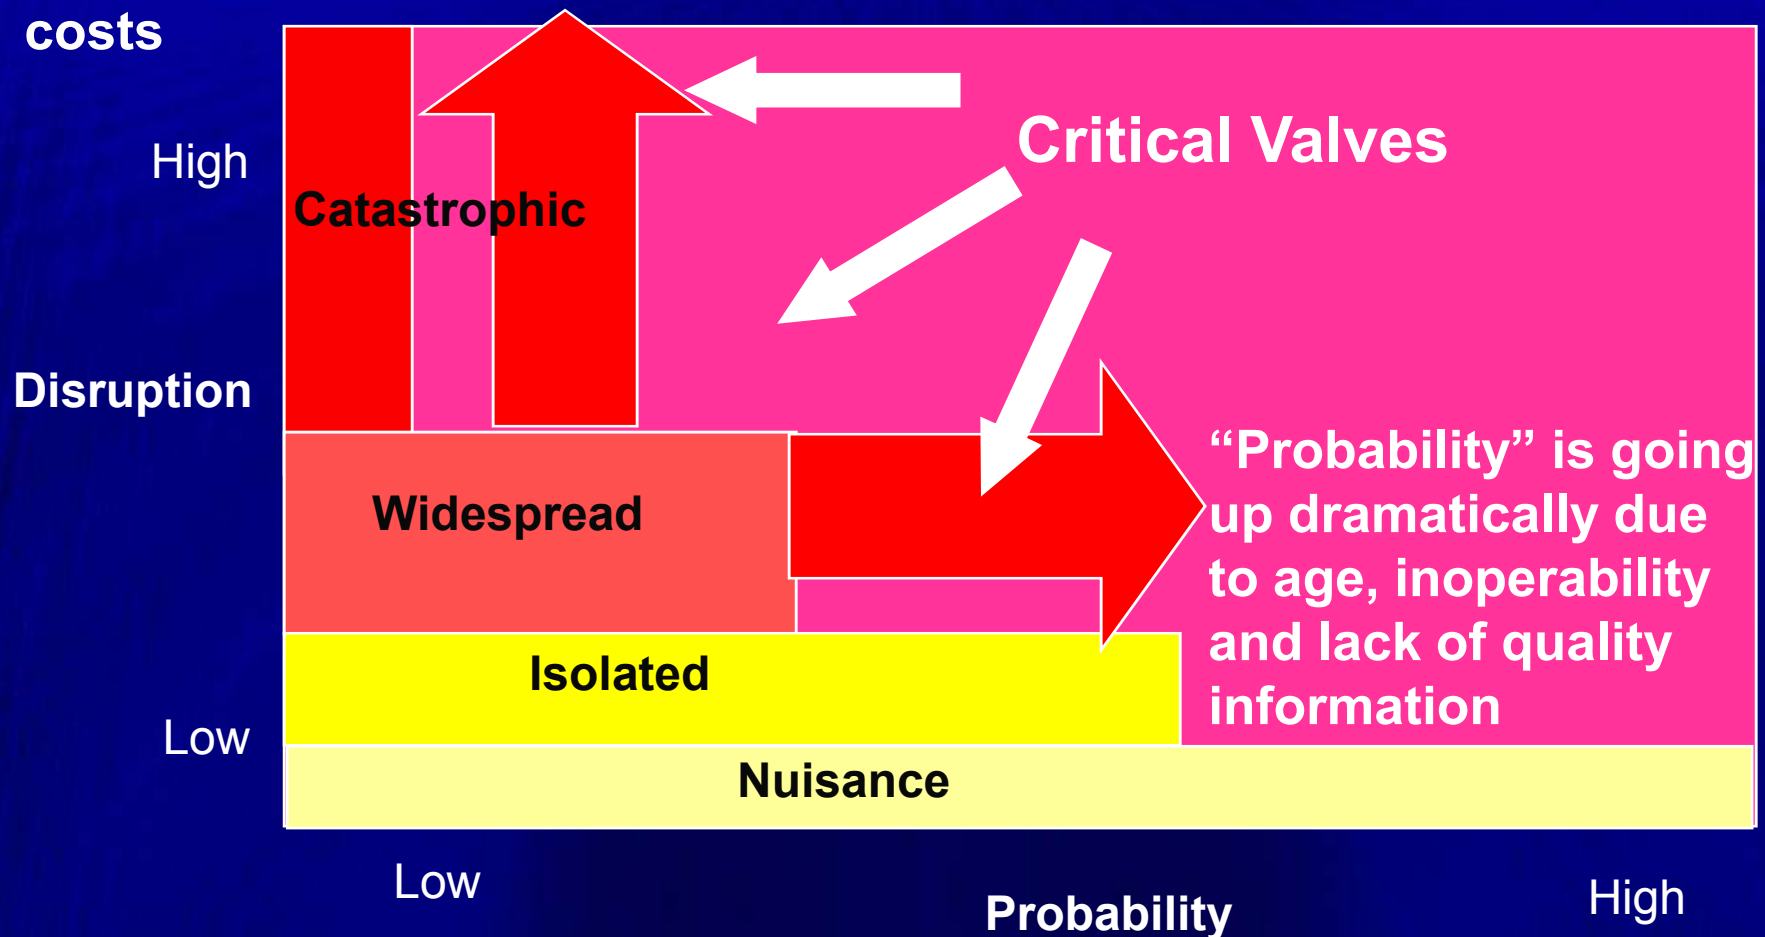 costs
High
Critical Valves
Catastrophic
Disruption
“Probability” is going
up dramatically due
to age, inoperability
and lack of quality
information
Widespread
Isolated
Low
Nuisance
Low
High
Probability